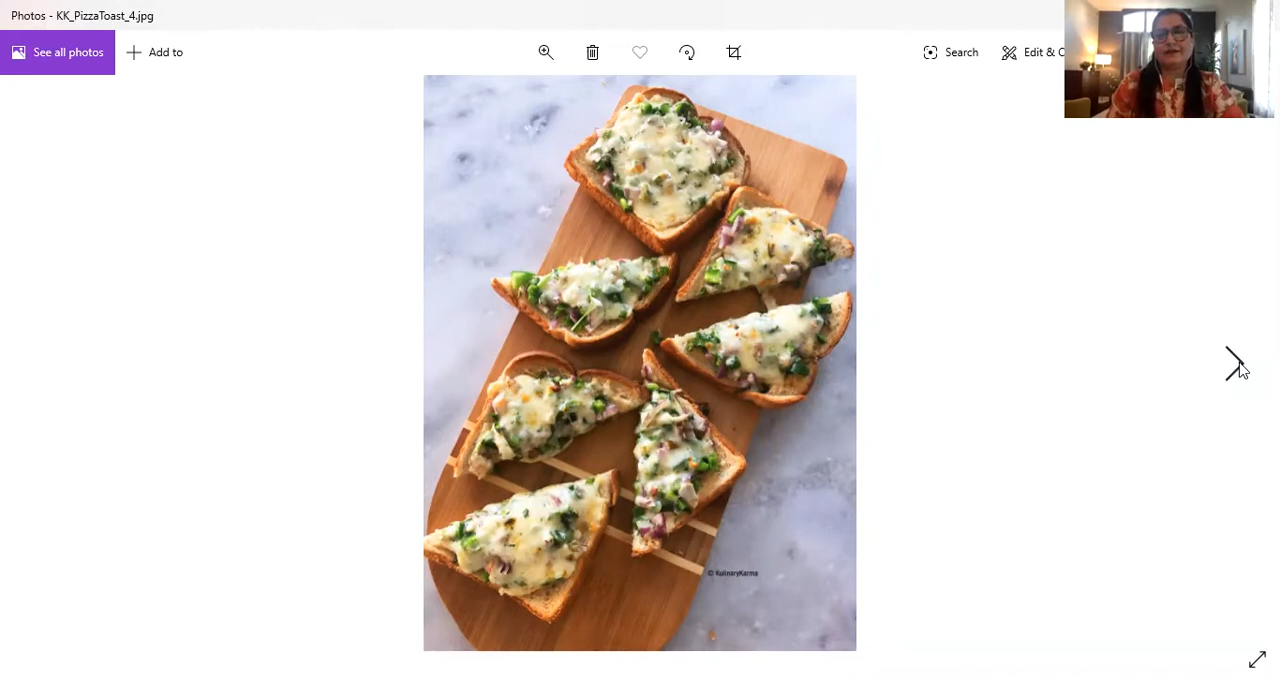 Photos - KK_PizzaToast_4.jpg
See all photos
Add to
Search
Edit & C
© KulinaryKarma